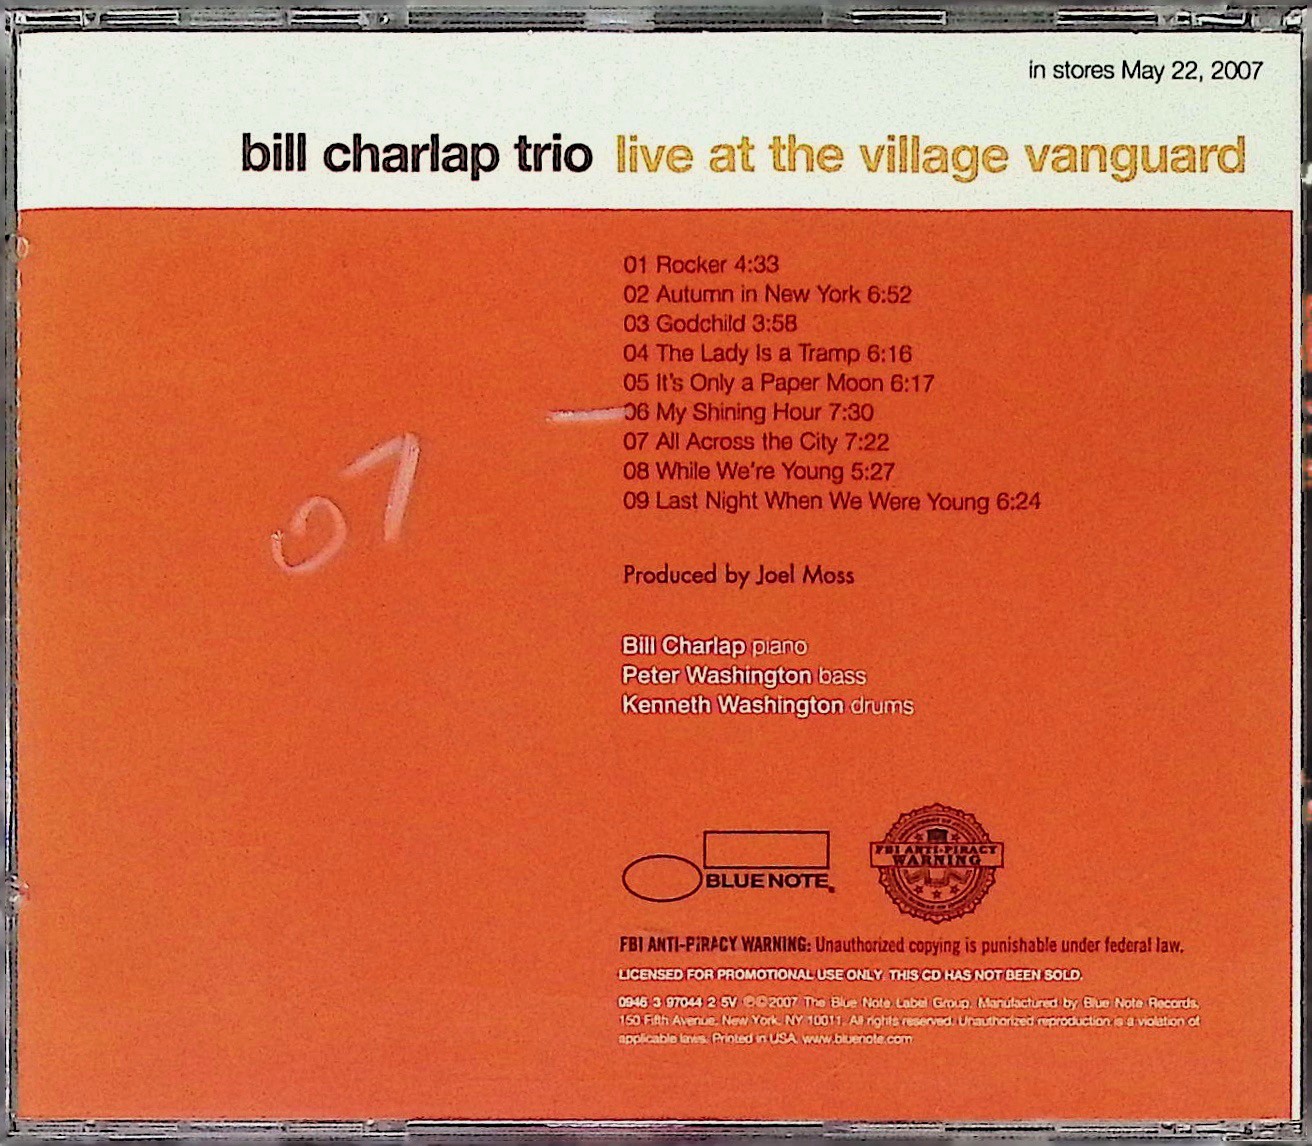 in stores May 22, 2007
bill charlap trio live at the village vanguard
01 Rocker 4:33
02 Autumn in New York 6:52
03 Godchild 3:58
04 The Lady Is a Tramp 6:16
05 It's Only a Paper Moon 6:17
06 My Shining Hour 7:30
07 All Across the City 7:22
08 While We're Young 5:27
09 Last Night When We Were Young 6:24
07
Produced by Joel Moss
Bill Charlap piano
Peter Washington bass
Kenneth Washington drums
FBI ANTI-PIRACY
WARNING
BLUE NOTE
FBI ANTI-PIRACY WARNING: Unauthorized copying is punishable under federal law.
LICENSED FOR PROMOTIONAL USE ONLY. THIS CD HAS NOT BEEN SOLD.
0946 3 97044 2 5V ℗©2007 The Blue Note Label Group. Manufactured by Blue Note Records,
150 Fifth Avenue, New York, NY 10011. All rights reserved. Unauthorized reproduction is a violation of
applicable laws. Printed in USA. www.bluenote.com